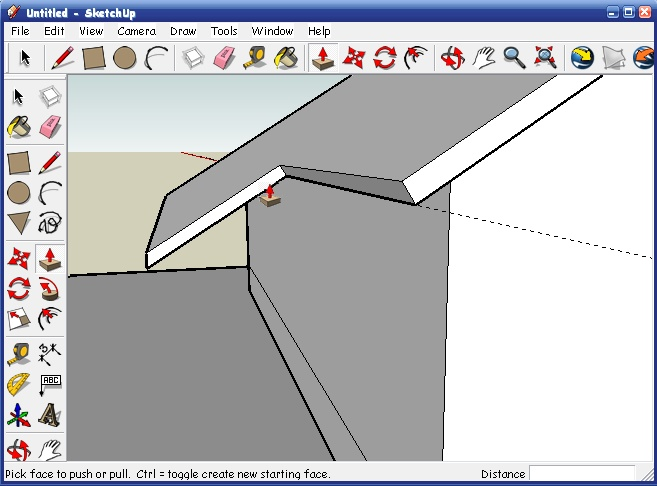 Untitled - SketchUp
File Edit View Camera Draw Tools Window Help
ABC
Pick face to push or pull. Ctrl = toggle create new starting face. Distance